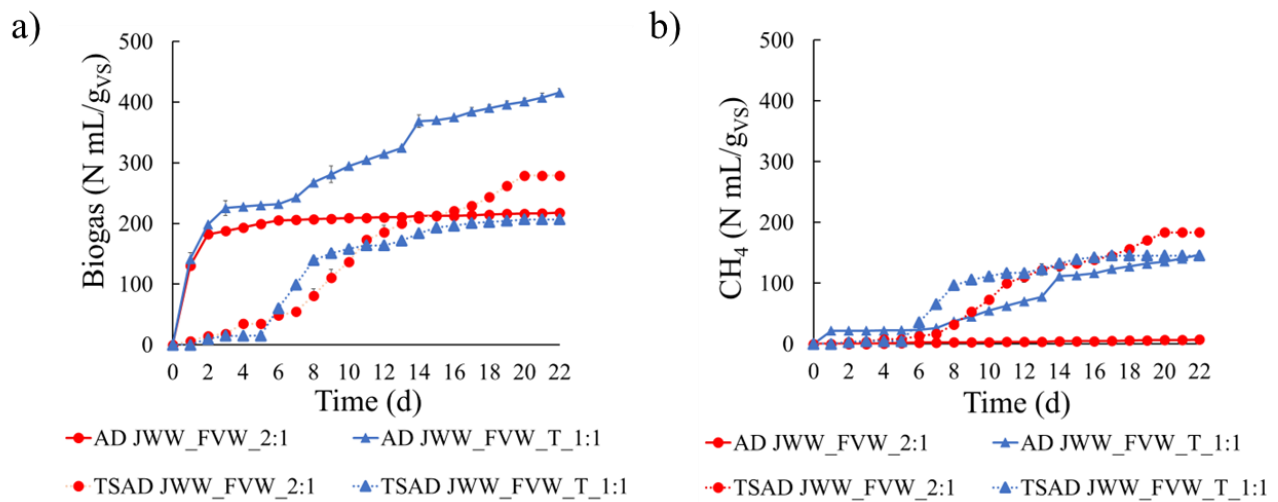 a)
500
400
300
200
100
0
Biogas (N mL/gVS)
0 2 4 6 8 10 12 14 16 18 20 22
Time (d)
AD JWW_FVW_2:1 AD JWW_FVW_T_1:1
TSAD JWW_FVW_2:1 TSAD JWW_FVW_T_1:1
b)
500
400
300
200
100
0
CH4 (N mL/gVS)
0 2 4 6 8 10 12 14 16 18 20 22
Time (d)
AD JWW_FVW_2:1 AD JWW_FVW_T_1:1
TSAD JWW_FVW_2:1 TSAD JWW_FVW_T_1:1